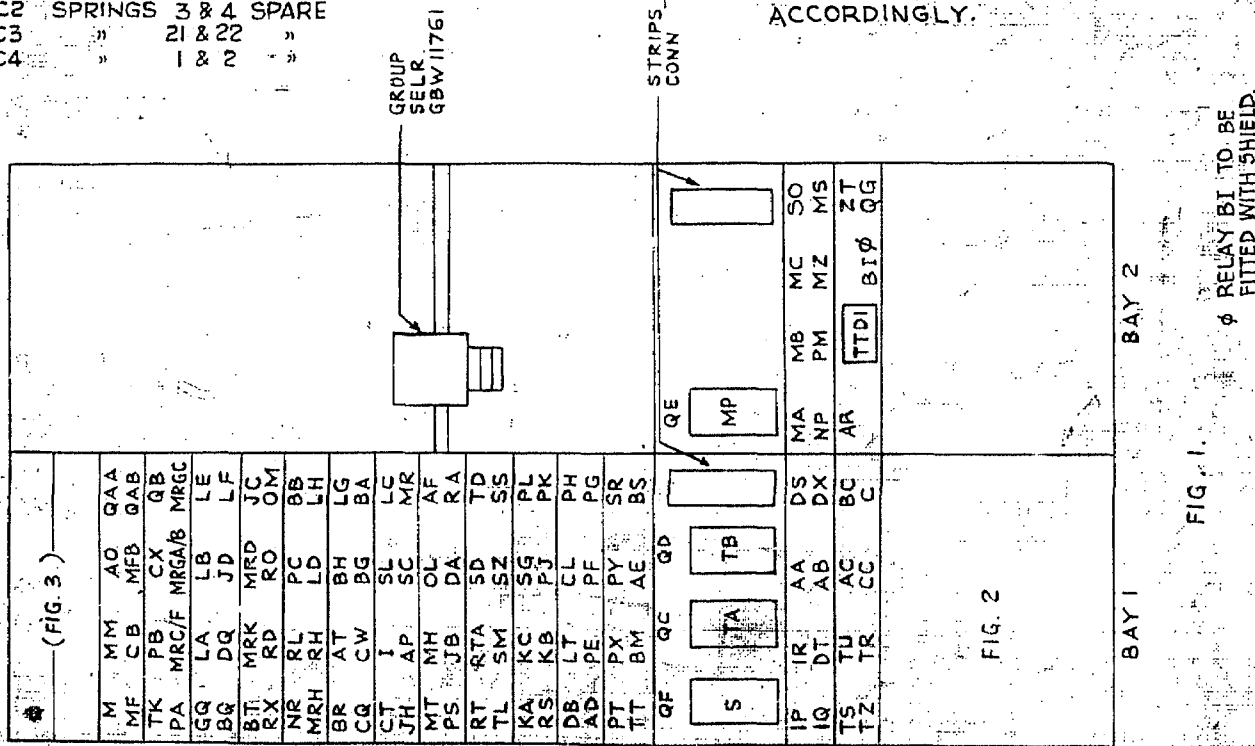 C2 SPRINGS 3 & 4 SPARE
C3 " 21 & 22 "
C4 " 1 & 2 "
ACCORDINGLY.
GROUP
SELR
GBW11761
STRIPS
CONN
(FIG. 3)
M MM AO QAA
MF CB MFB QAB
TK PB CX QB
PA MRC/F MRGA/B MRGC
GQ LA LB LE
BQ DQ JD LF
BT MRK MRD JC
RX RD RO OM
NR RL PC BB
MRH RH LD LH
BR AT BH LG
CQ CW BG BA
CT I SL LC
JH AP SC MR
MT MH OL AF
PS JB DA RA
RT RTA SD TD
TL SM SZ SS
KA KC SG PL
RS KB PJ PK
DB LT CL PH
AD PE PF PG
PT PX PY SR
TT BM AE BS
QF QC QD QE
S TA TB MP
IP IR AA DS MA MB MC SO
IQ DT AB DX NP PM MZ MS
TS TU AC BC AR TTDI BIϕ ZT
TZ TR CC C QG
FIG. 2
BAY 1 BAY 2
FIG. 1.
ϕ RELAY BI TO BE
FITTED WITH SHIELD.